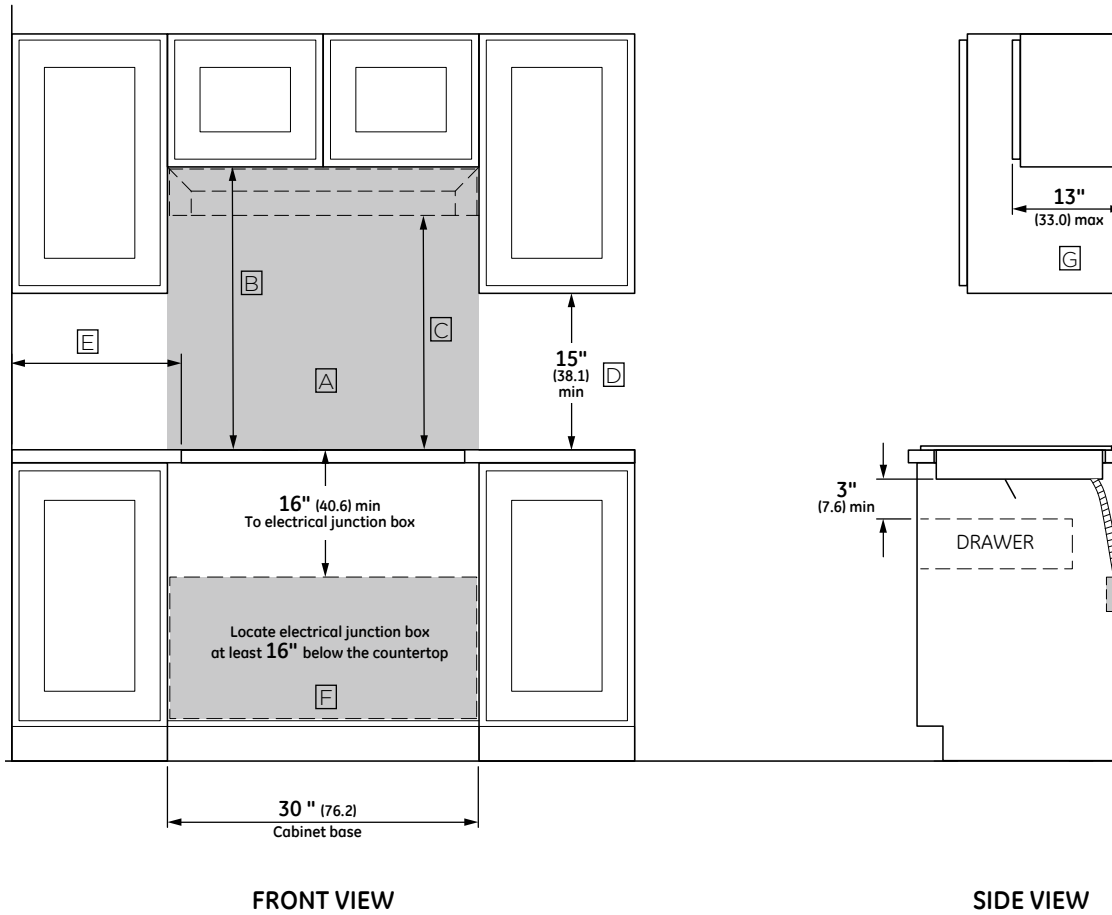 13"
(33.0) max
G
B
E
C
15"
(38.1)
min
D
A
16" (40.6) min
To electrical junction box
3"
(7.6) min
DRAWER
Locate electrical junction box
at least 16" below the countertop
F
30 " (76.2)
Cabinet base
FRONT VIEW
SIDE VIEW